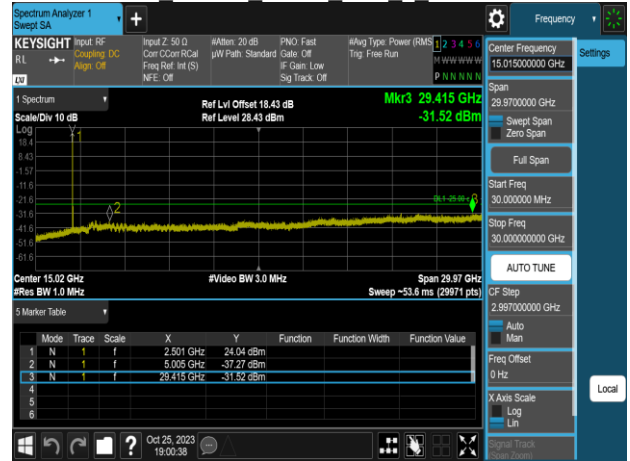 Spectrum Analyzer 1
Swept SA
Frequency
KEYSIGHT
RL
LXI
Input: RF
Coupling: DC
Align: Off
Input Z: 50 Ω
Corr CCorr RCal
Freq Ref: Int (S)
NFE: Off
#Atten: 20 dB
µW Path: Standard
PNO: Fast
Gate: Off
IF Gain: Low
Sig Track: Off
#Avg Type: Power (RMS
Trig: Free Run
1 2 3 4 5 6
M W W W W W
P N N N N N
1 Spectrum
Scale/Div 10 dB
Log
Ref Lvl Offset 18.43 dB
Ref Level 28.43 dBm
Mkr3 29.415 GHz
-31.52 dBm
18.4
8.43
-1.57
-11.6
-21.6
-31.6
-41.6
-51.6
-61.6
1
2
3
DL1 -25.00
Center 15.02 GHz
#Res BW 1.0 MHz
#Video BW 3.0 MHz
Span 29.97 GHz
Sweep ~53.6 ms (29971 pts)
5 Marker Table
Mode Trace Scale X Y Function Function Width Function Value
1 N 1 f 2.501 GHz 24.04 dBm
2 N 1 f 5.005 GHz -37.27 dBm
3 N 1 f 29.415 GHz -31.52 dBm
4
5
6
?
Oct 25, 2023
19:00:38
Center Frequency
15.015000000 GHz
Span
29.9700000 GHz
Swept Span
Zero Span
Full Span
Start Freq
30.000000 MHz
Stop Freq
30.000000000 GHz
AUTO TUNE
CF Step
2.997000000 GHz
Auto
Man
Freq Offset
0 Hz
X Axis Scale
Log
Lin
Signal Track
(Span Zoom)
Settings
Local